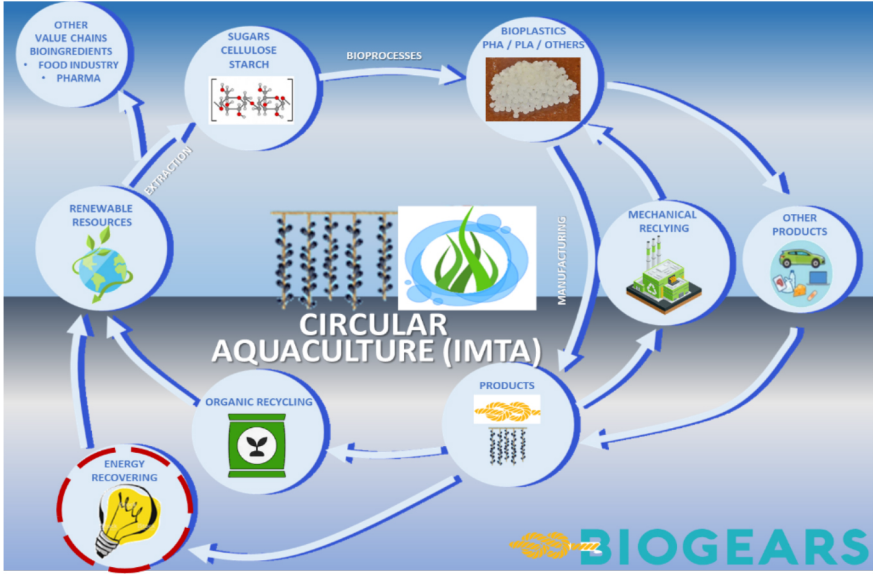 OTHER
VALUE CHAINS
BIOINGREDIENTS
• FOOD INDUSTRY
• PHARMA
SUGARS
CELLULOSE
STARCH
BIOPROCESSES
BIOPLASTICS
PHA / PLA / OTHERS
EXTRACTION
RENEWABLE
RESOURCES
MANUFACTURING
MECHANICAL
RECLYING
OTHER
PRODUCTS
CIRCULAR
AQUACULTURE (IMTA)
PRODUCTS
ORGANIC RECYCLING
ENERGY
RECOVERING
BIOGEARS